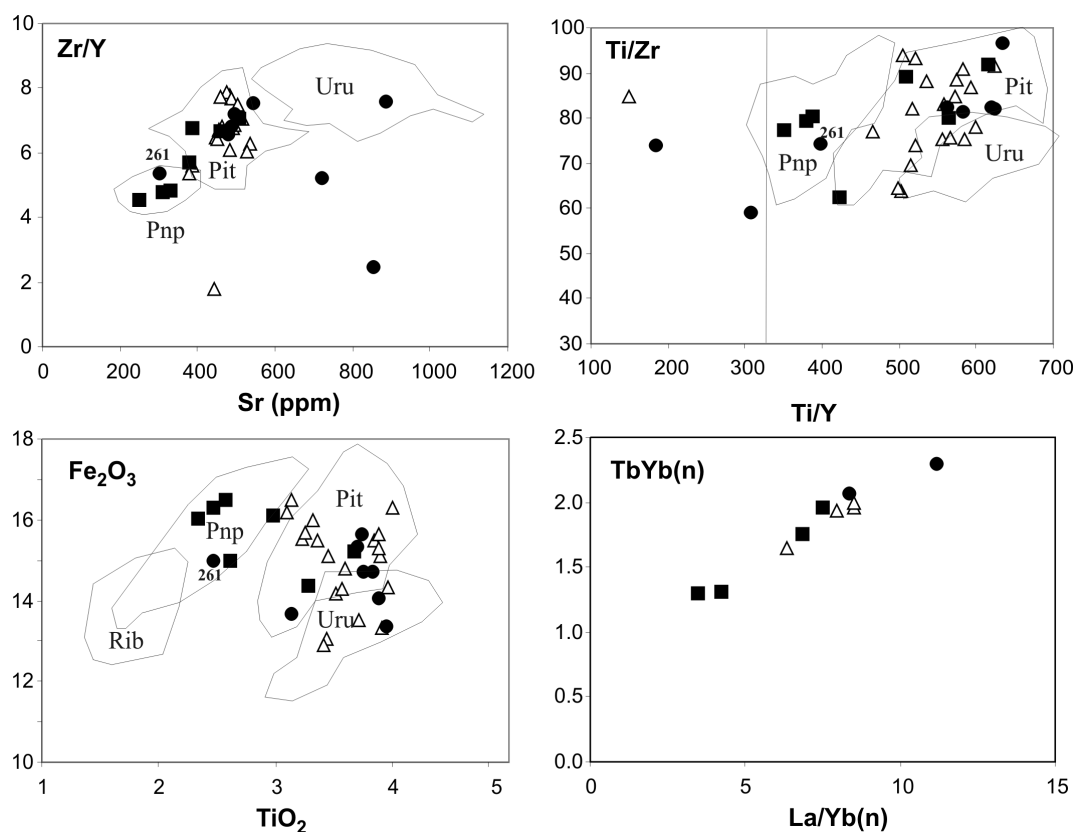 Zr/Y
10
8
6
4
2
0
0 200 400 600 800 1000 1200
Sr (ppm)
Uru
Pit
261
Pnp
Ti/Zr
100
90
80
70
60
50
40
30
100 200 300 400 500 600 700
Ti/Y
Pit
261
Pnp
Uru
Fe₂O₃
18
16
14
12
10
1 2 3 4 5
TiO₂
Pit
Pnp
261
Uru
Rib
TbYb(n)
2.5
2.0
1.5
1.0
0.5
0.0
0 5 10 15
La/Yb(n)